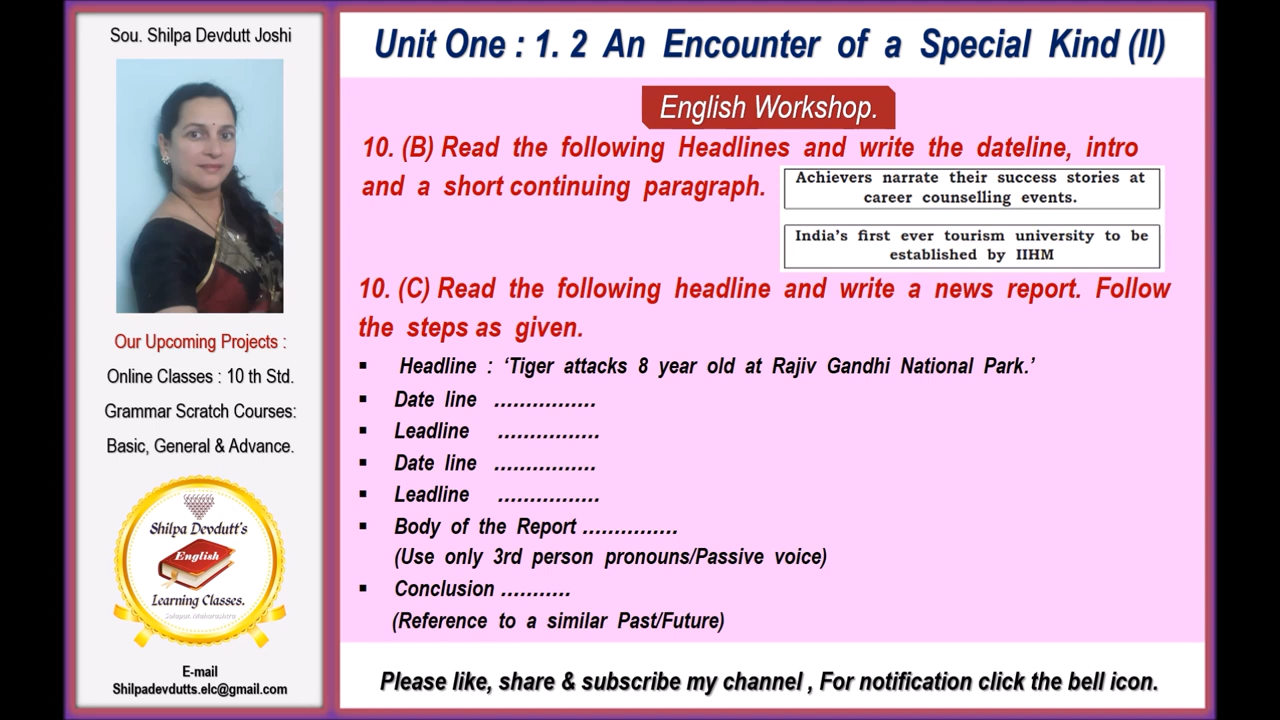 Sou. Shilpa Devdutt Joshi
Our Upcoming Projects :
Online Classes : 10 th Std.
Grammar Scratch Courses:
Basic, General & Advance.
Shilpa Devdutt's
English
Learning Classes.
Solapur, Maharashtra
E-mail
Shilpadevdutts.elc@gmail.com
Unit One : 1. 2 An Encounter of a Special Kind (II)
English Workshop.
10. (B) Read the following Headlines and write the dateline, intro
and a short continuing paragraph.
Achievers narrate their success stories at
career counselling events.
India's first ever tourism university to be
established by IIHM
10. (C) Read the following headline and write a news report. Follow
the steps as given.
▪ Headline : ‘Tiger attacks 8 year old at Rajiv Gandhi National Park.’
▪ Date line ................
▪ Leadline ................
▪ Date line ................
▪ Leadline ................
▪ Body of the Report ...............
(Use only 3rd person pronouns/Passive voice)
▪ Conclusion ...........
(Reference to a similar Past/Future)
Please like, share & subscribe my channel , For notification click the bell icon.